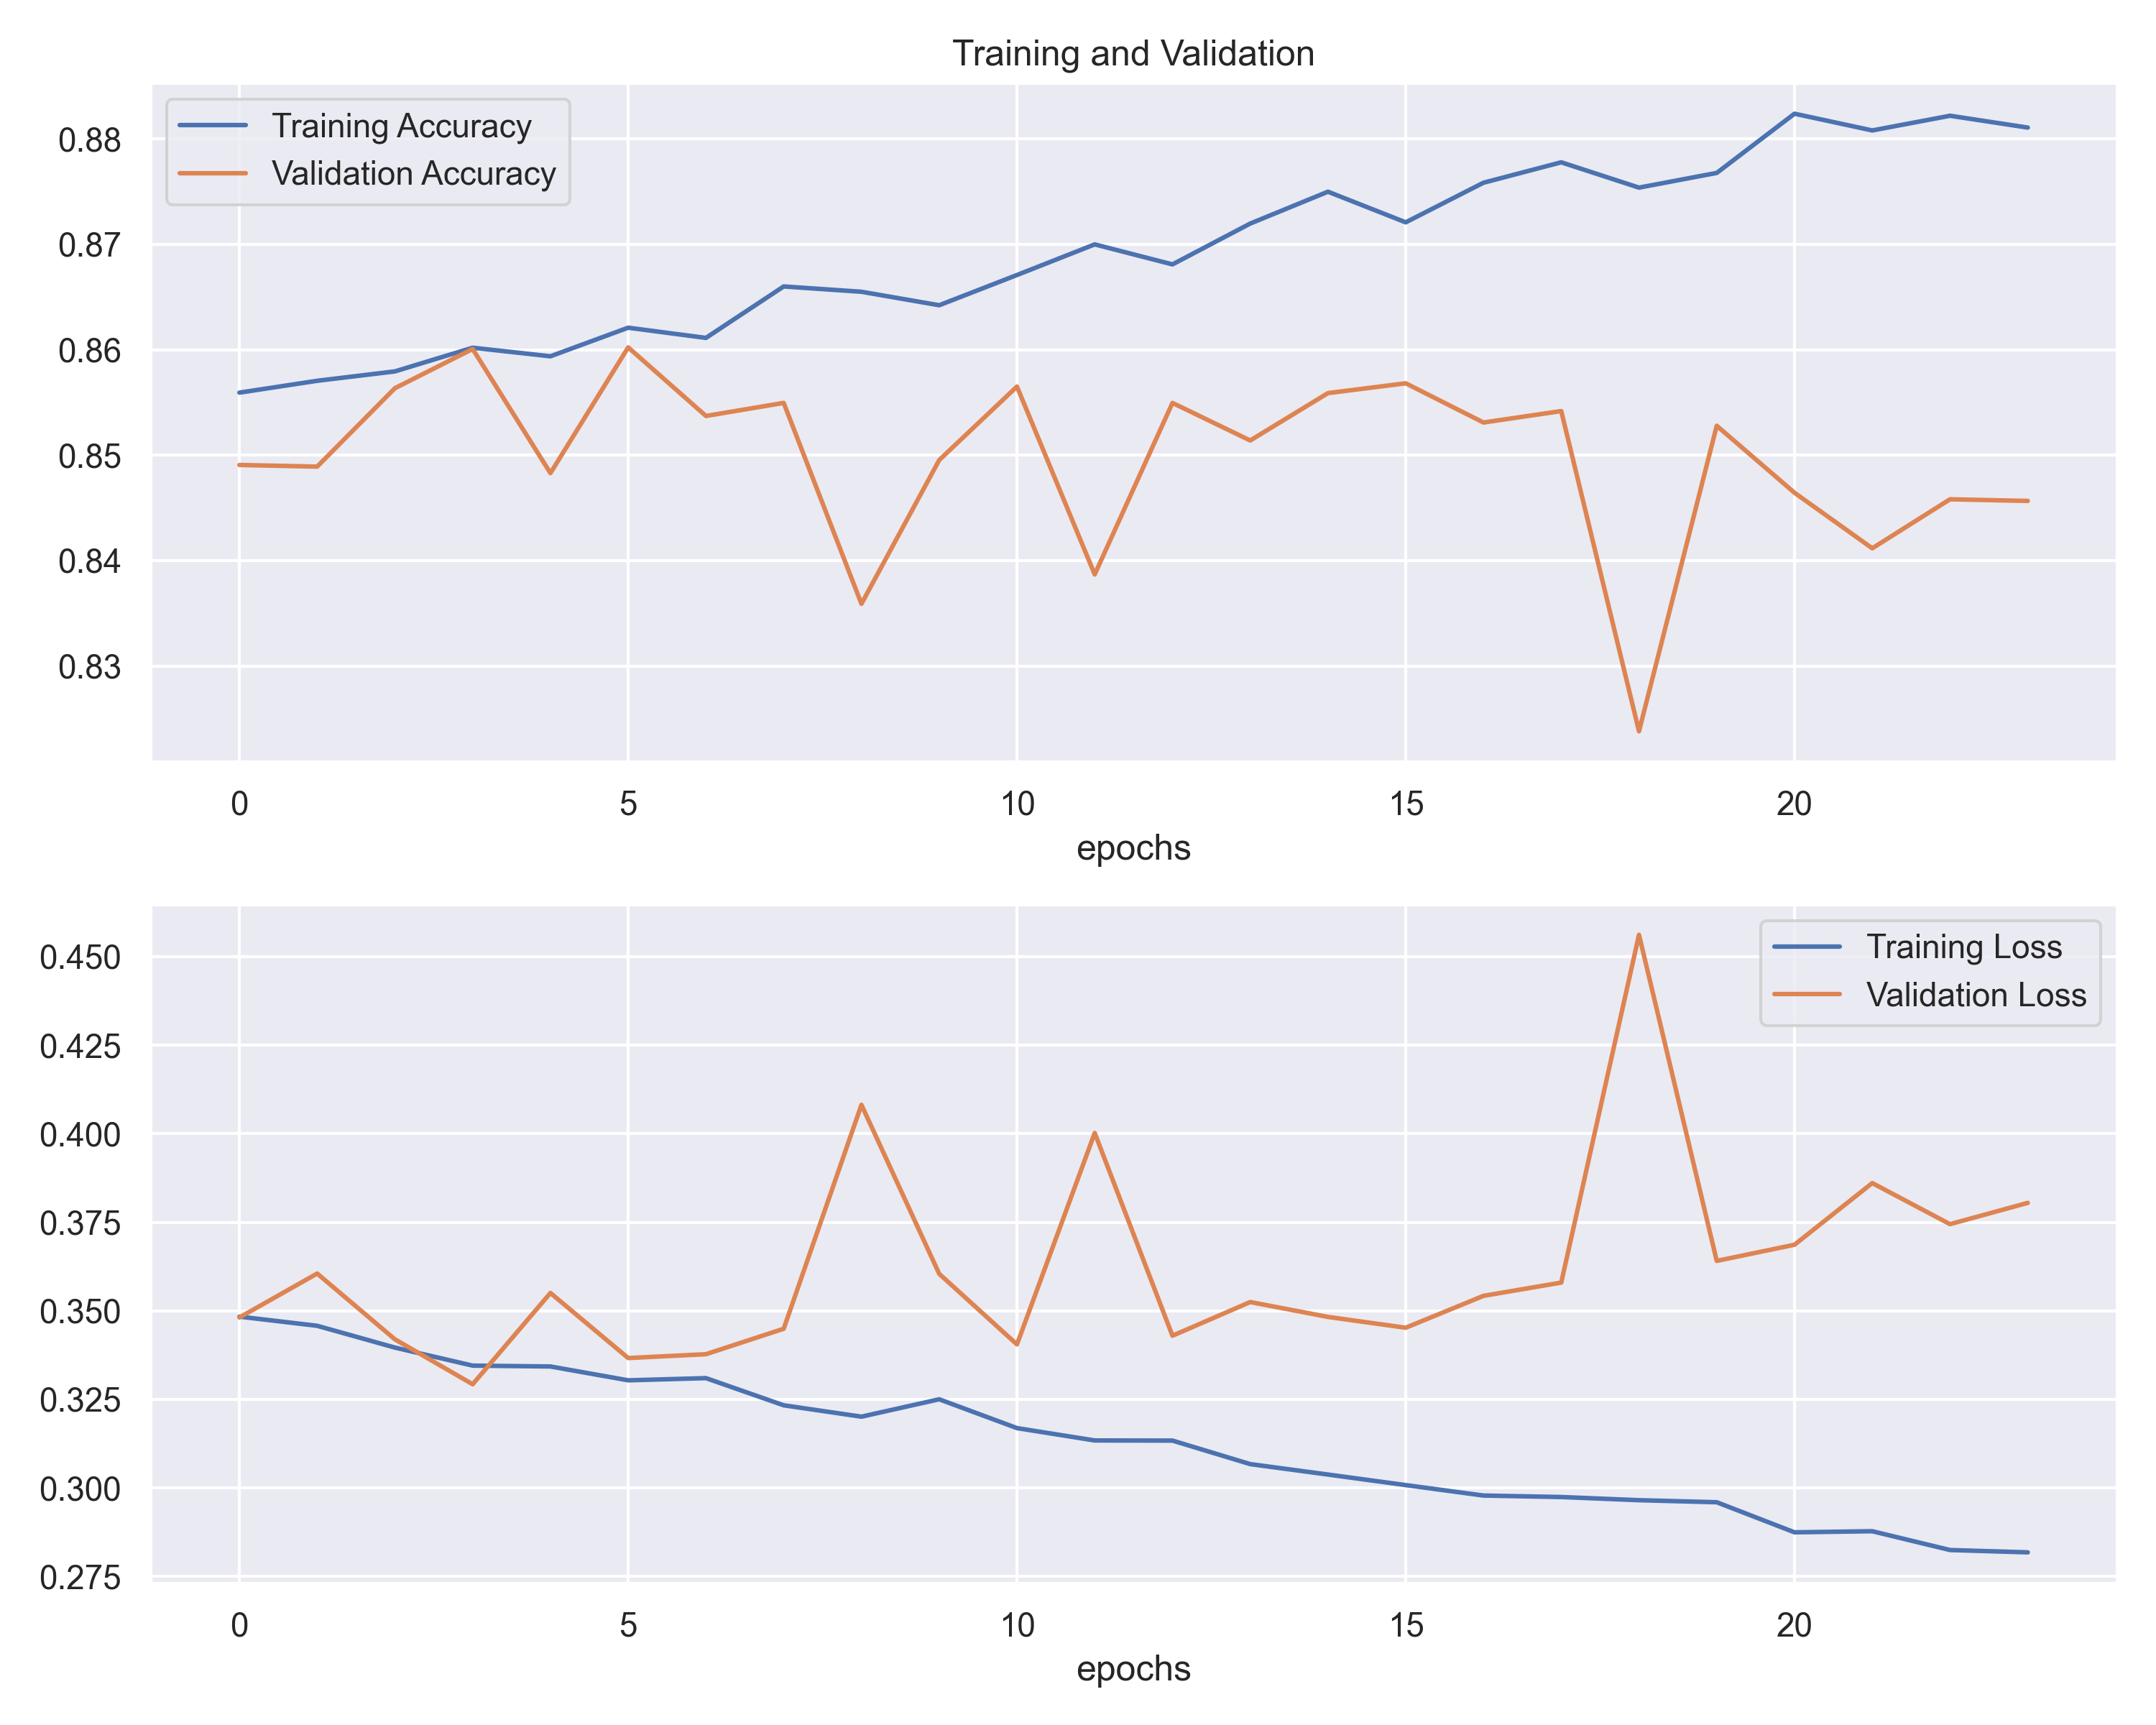 Training and Validation
Training Accuracy
Validation Accuracy
0.88
0.87
0.86
0.85
0.84
0.83
0 5 10 15 20
epochs
Training Loss
Validation Loss
0.450
0.425
0.400
0.375
0.350
0.325
0.300
0.275
0 5 10 15 20
epochs